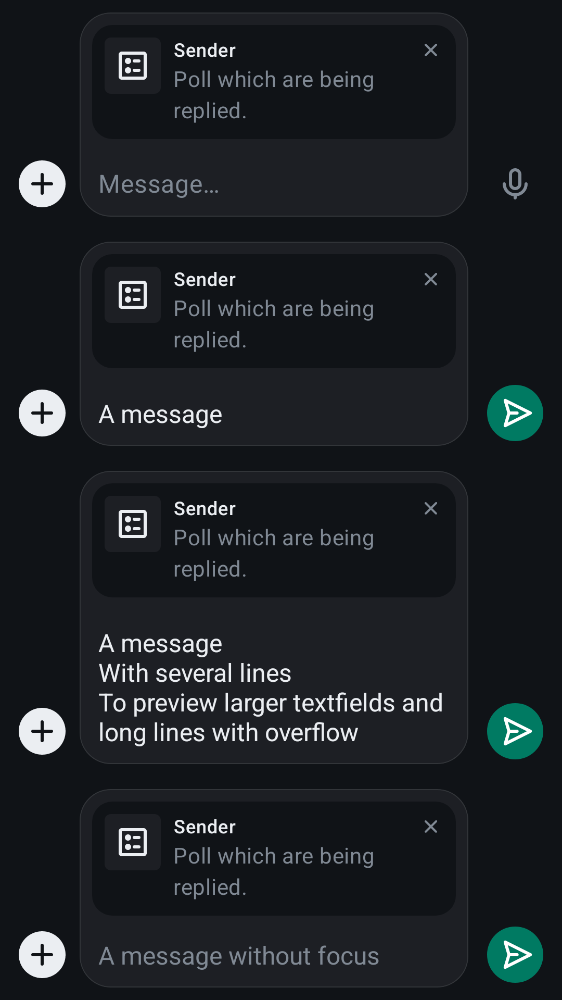 Sender
Poll which are being
replied.
Message…
Sender
Poll which are being
replied.
A message
Sender
Poll which are being
replied.
A message
With several lines
To preview larger textfields and
long lines with overflow
Sender
Poll which are being
replied.
A message without focus